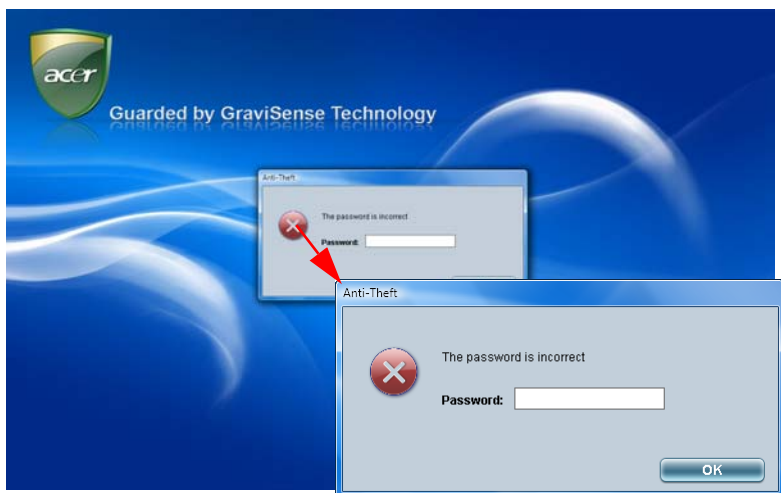 acer
Guarded by GraviSense Technology
Anti-Theft
The password is incorrect
Password:
Anti-Theft
The password is incorrect
Password:
OK